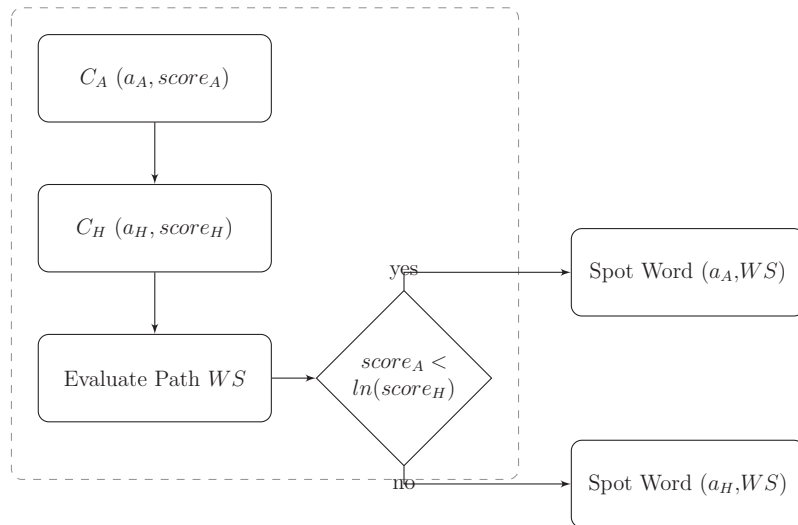 C_A (a_A, score_A)
C_H (a_H, score_H)
yes
Spot Word (a_A,WS)
Evaluate Path WS
score_A <
ln(score_H)
no
Spot Word (a_H,WS)